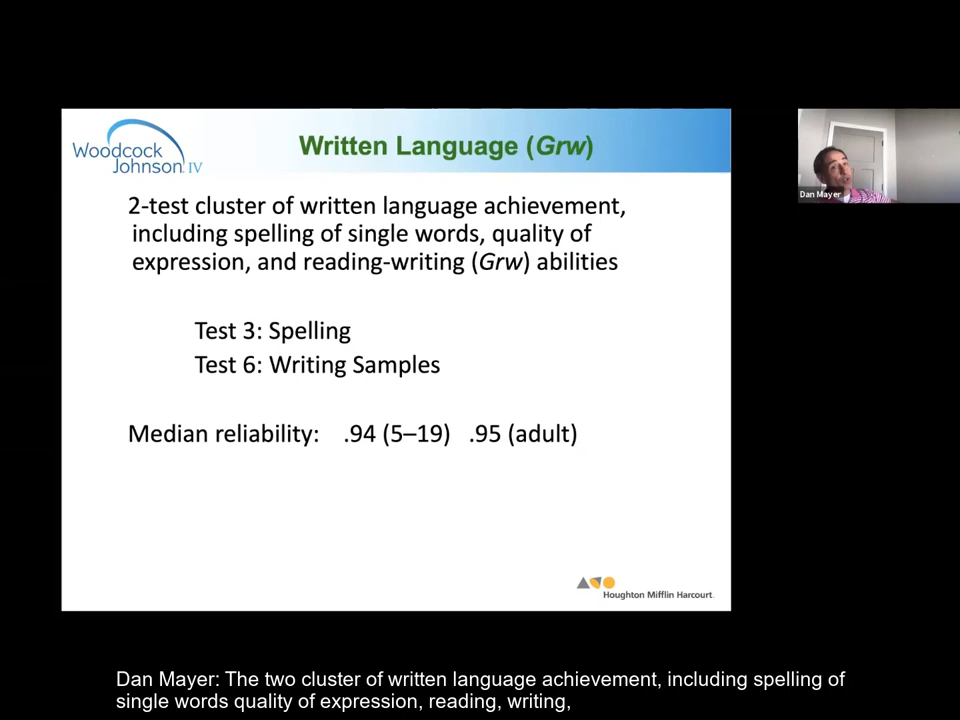 Woodcock
Johnson IV
Written Language (Grw)
2-test cluster of written language achievement,
including spelling of single words, quality of
expression, and reading-writing (Grw) abilities
Test 3: Spelling
Test 6: Writing Samples
Median reliability: .94 (5–19) .95 (adult)
Houghton Mifflin Harcourt
Dan Mayer
Dan Mayer: The two cluster of written language achievement, including spelling of
single words quality of expression, reading, writing,